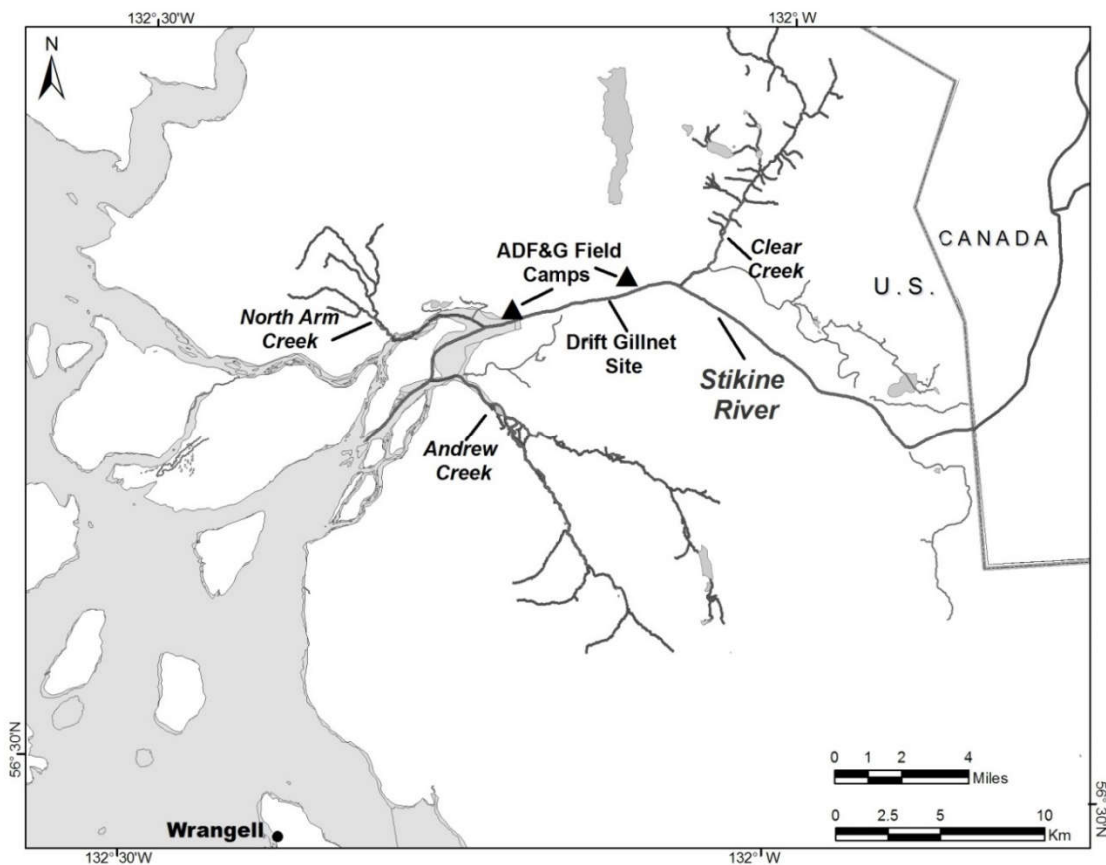 132° 30'W
132° W
N
CANADA
U.S.
ADF&G Field
Camps
Clear
Creek
North Arm
Creek
Drift Gillnet
Site
Stikine
River
Andrew
Creek
56° 30'N
0 1 2 4
Miles
0 2.5 5 10
Km
56° 30'N
Wrangell
132° 30'W
132° W